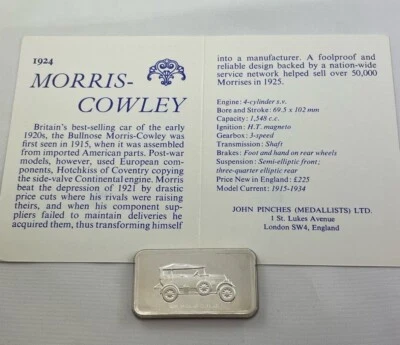 1924
MORRIS-
COWLEY
Britain's best-selling car of the early
1920s, the Bullnose Morris-Cowley was
first seen in 1915, when it was assembled
from imported American parts. Post-war
models, however, used European com-
ponents, Hotchkiss of Coventry copying
the side-valve Continental engine. Morris
beat the depression of 1921 by drastic
price cuts where his rivals were raising
theirs, and when his component sup-
pliers failed to maintain deliveries he
acquired them, thus transforming himself
into a manufacturer. A foolproof and
reliable design backed by a nation-wide
service network helped sell over 50,000
Morrises in 1925.
Engine: 4-cylinder s.v.
Bore and Stroke: 69.5 x 102 mm
Capacity: 1,548 c.c.
Ignition: H.T. magneto
Gearbox: 3-speed
Transmission: Shaft
Brakes: Foot and hand on rear wheels
Suspension: Semi-elliptic front;
three-quarter elliptic rear
Price New in England: £225
Model Current: 1915-1934
JOHN PINCHES (MEDALLISTS) LTD.
1 St. Lukes Avenue
London SW4, England